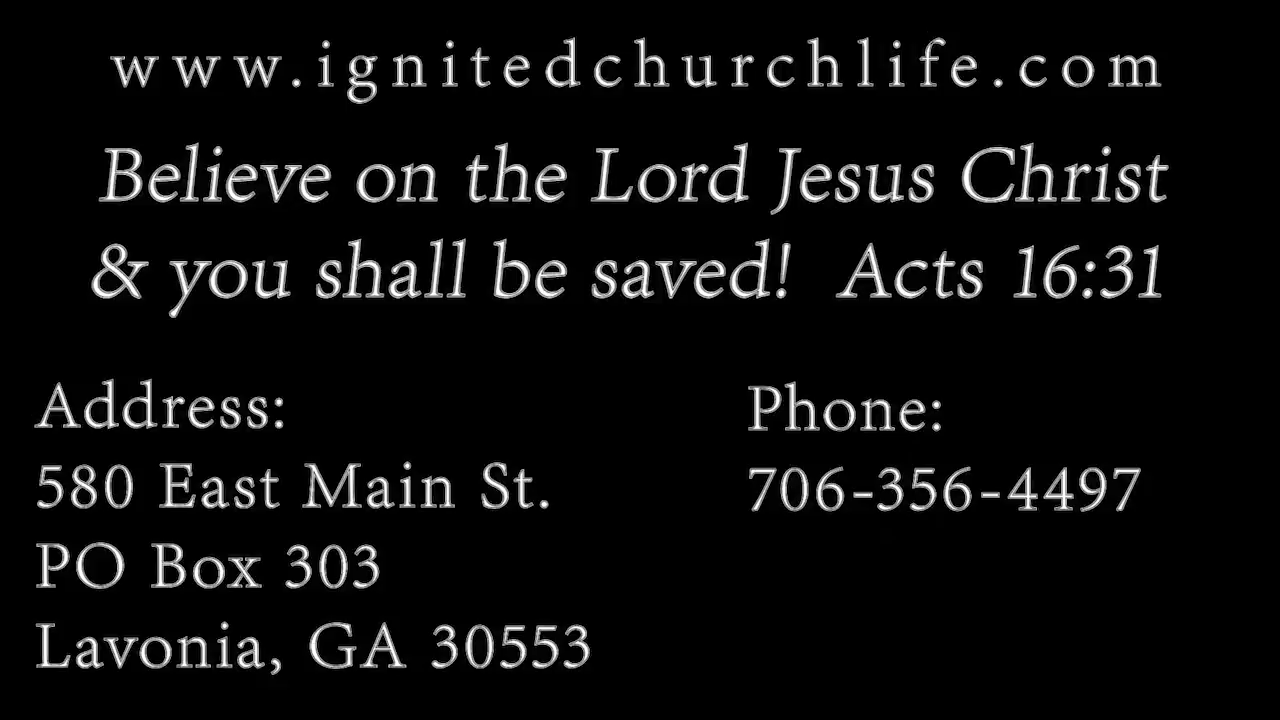 www.ignitedchurchlife.com
Believe on the Lord Jesus Christ
& you shall be saved! Acts 16:31
Address:
580 East Main St.
PO Box 303
Lavonia, GA 30553
Phone:
706-356-4497